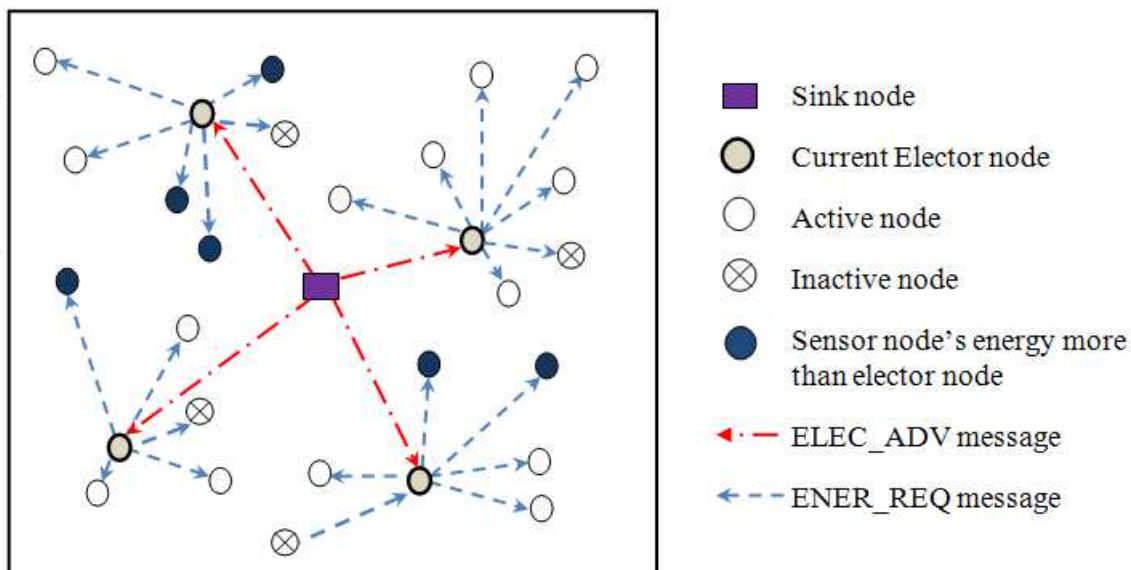 Sink node
Current Elector node
Active node
Inactive node
Sensor node’s energy more
than elector node
ELEC_ADV message
ENER_REQ message